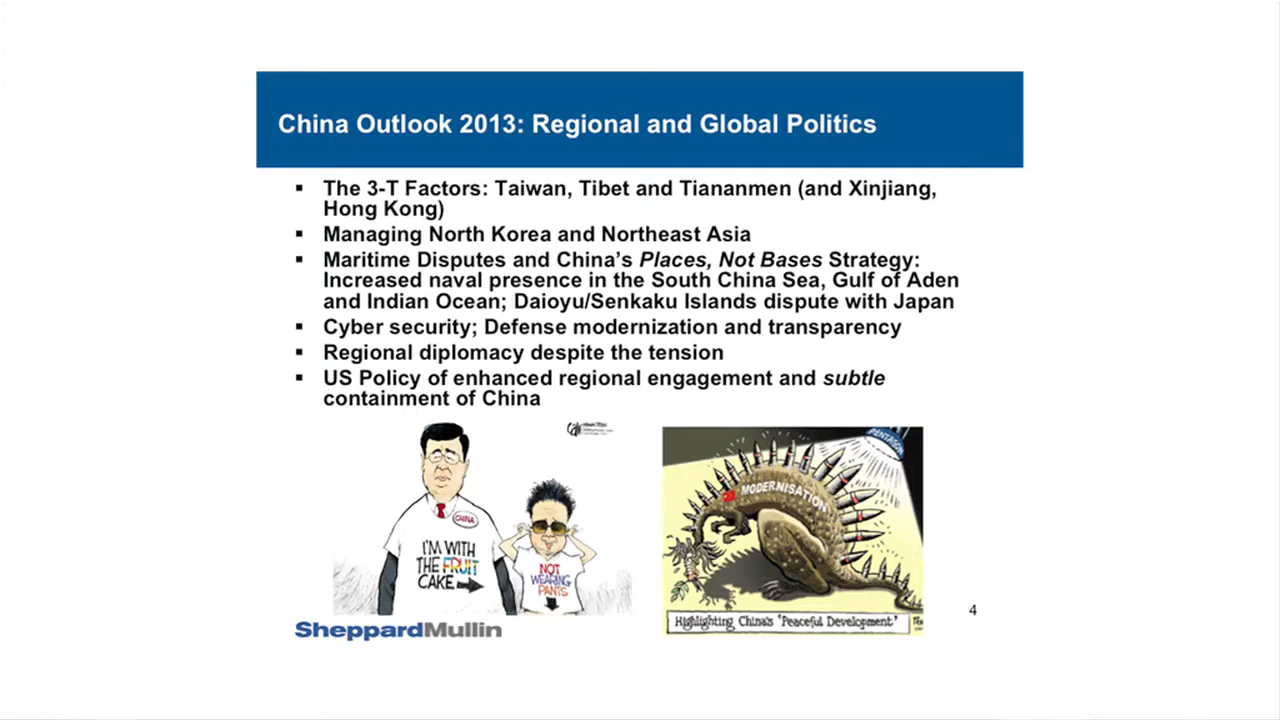 China Outlook 2013: Regional and Global Politics
▪ The 3-T Factors: Taiwan, Tibet and Tiananmen (and Xinjiang,
Hong Kong)
▪ Managing North Korea and Northeast Asia
▪ Maritime Disputes and China’s Places, Not Bases Strategy:
Increased naval presence in the South China Sea, Gulf of Aden
and Indian Ocean; Daioyu/Senkaku Islands dispute with Japan
▪ Cyber security; Defense modernization and transparency
▪ Regional diplomacy despite the tension
▪ US Policy of enhanced regional engagement and subtle
containment of China
CHINA
I'M WITH
THE FRUIT
CAKE
NOT
WEARING
PANTS
PENTAGON
MODERNISATION
Highlighting China's 'Peaceful Development'
4
SheppardMullin